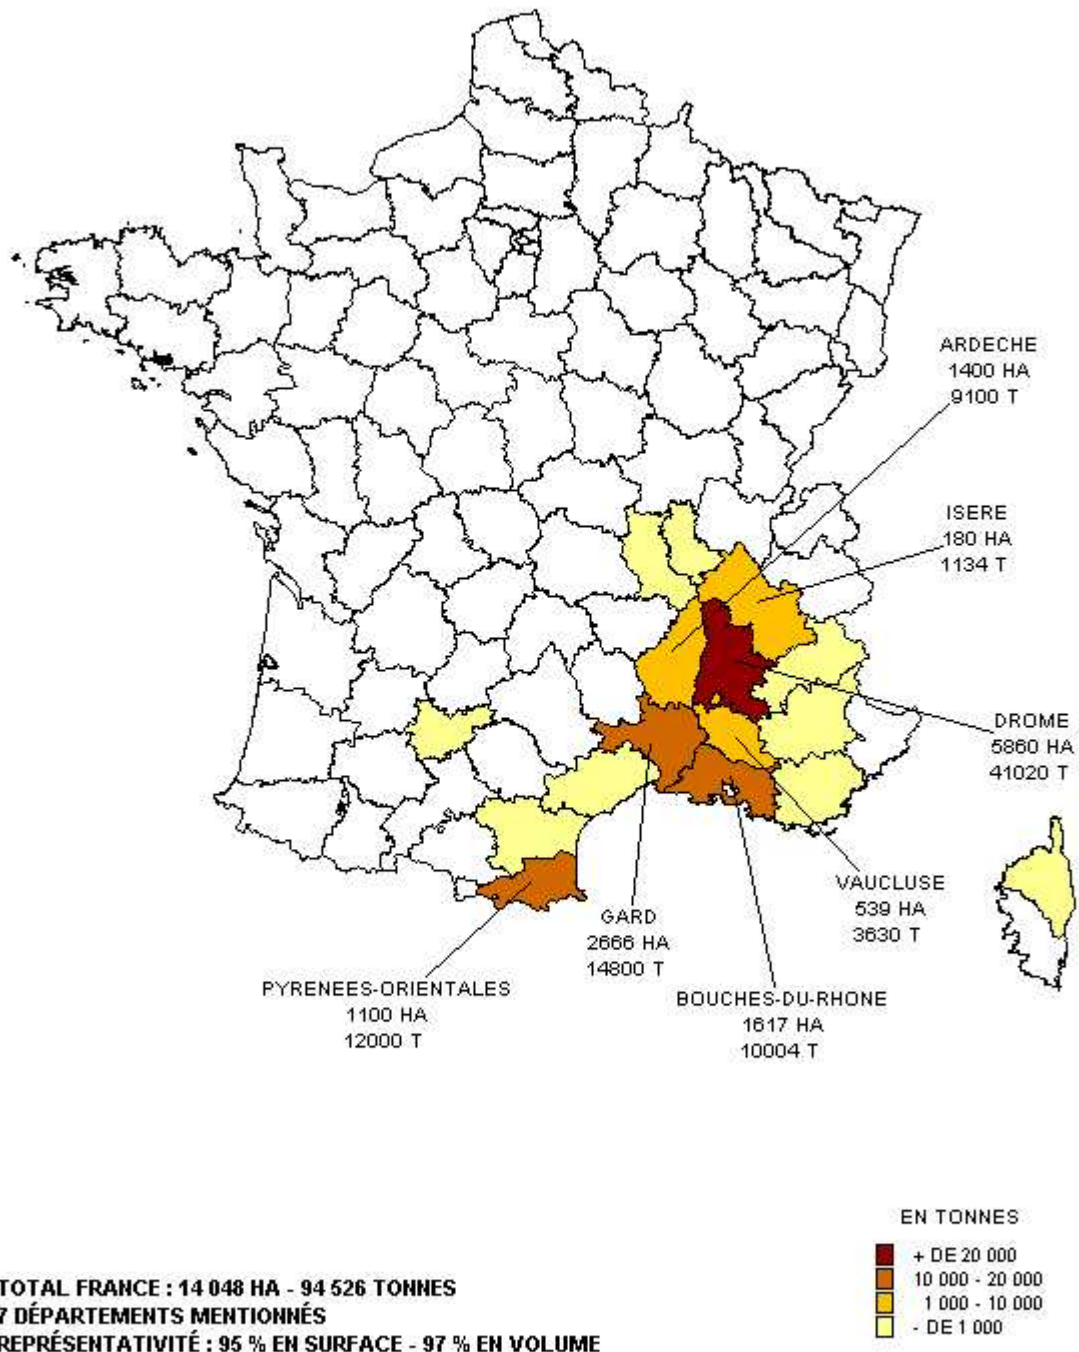 ARDECHE
1400 HA
9100 T
ISERE
180 HA
1134 T
DROME
5860 HA
41020 T
VAUCLUSE
539 HA
3630 T
GARD
2666 HA
14800 T
BOUCHES-DU-RHONE
1617 HA
10004 T
PYRENEES-ORIENTALES
1100 HA
12000 T
EN TONNES
+ DE 20 000
10 000 - 20 000
1 000 - 10 000
- DE 1 000
TOTAL FRANCE : 14 048 HA - 94 526 TONNES
7 DÉPARTEMENTS MENTIONNÉS
REPRÉSENTATIVITÉ : 95 % EN SURFACE - 97 % EN VOLUME